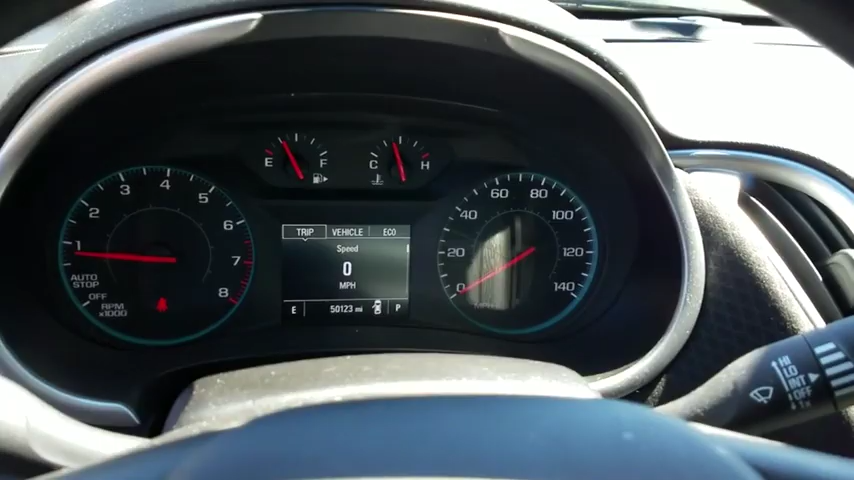 E F
C H
1 2 3 4 5 6 7 8
AUTO
STOP
OFF
RPM
x1000
TRIP VEHICLE ECO
Speed
0
MPH
E 50123 mi P
0 20 40 60 80 100 120 140
HI
LO
INT
OFF